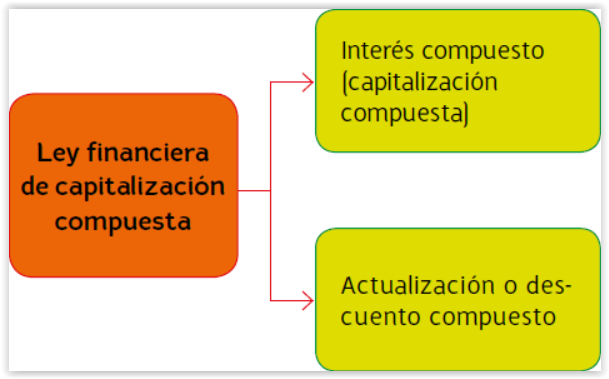 Ley financiera
de capitalización
compuesta
Interés compuesto
(capitalización
compuesta)
Actualización o des-
cuento compuesto